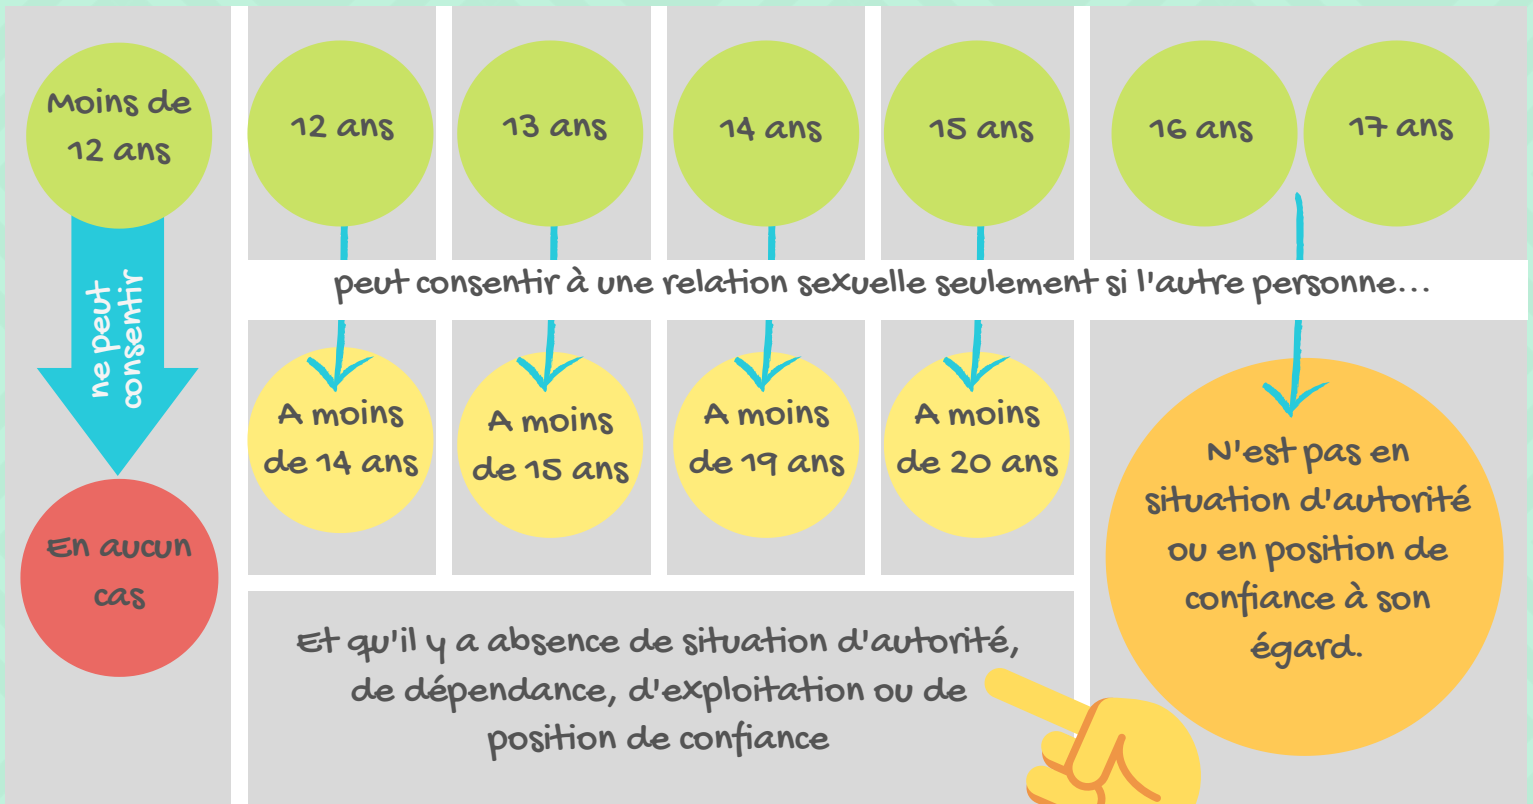 Moins de
12 ans
ne peut
consentir
En aucun
cas
12 ans
13 ans
14 ans
15 ans
16 ans
17 ans
peut consentir à une relation sexuelle seulement si l'autre personne...
A moins
de 14 ans
A moins
de 15 ans
A moins
de 19 ans
A moins
de 20 ans
N'est pas en
situation d'autorité
ou en position de
confiance à son
égard.
Et qu'il y a absence de situation d'autorité,
de dépendance, d'exploitation ou de
position de confiance